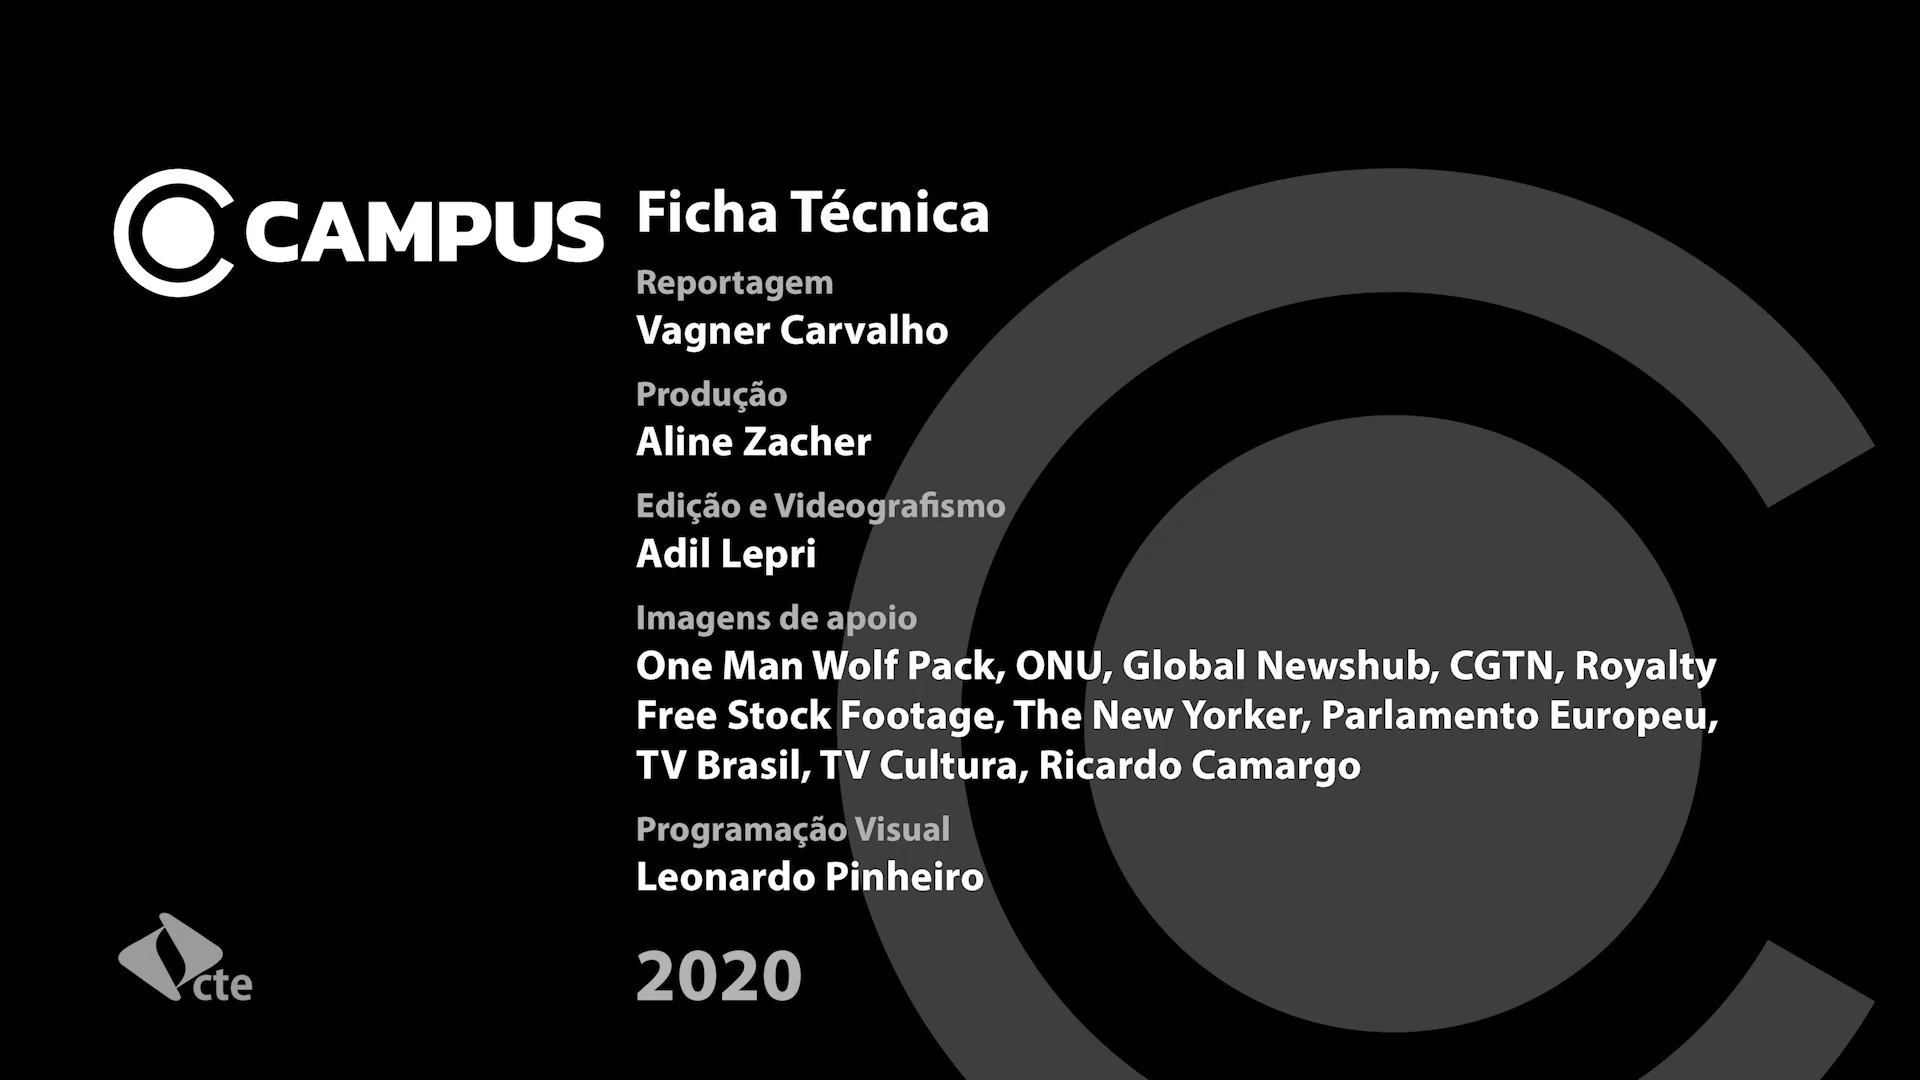 CAMPUS
Ficha Técnica
Reportagem
Vagner Carvalho
Produção
Aline Zacher
Edição e Videografismo
Adil Lepri
Imagens de apoio
One Man Wolf Pack, ONU, Global Newshub, CGTN, Royalty
Free Stock Footage, The New Yorker, Parlamento Europeu,
TV Brasil, TV Cultura, Ricardo Camargo
Programação Visual
Leonardo Pinheiro
cte
2020